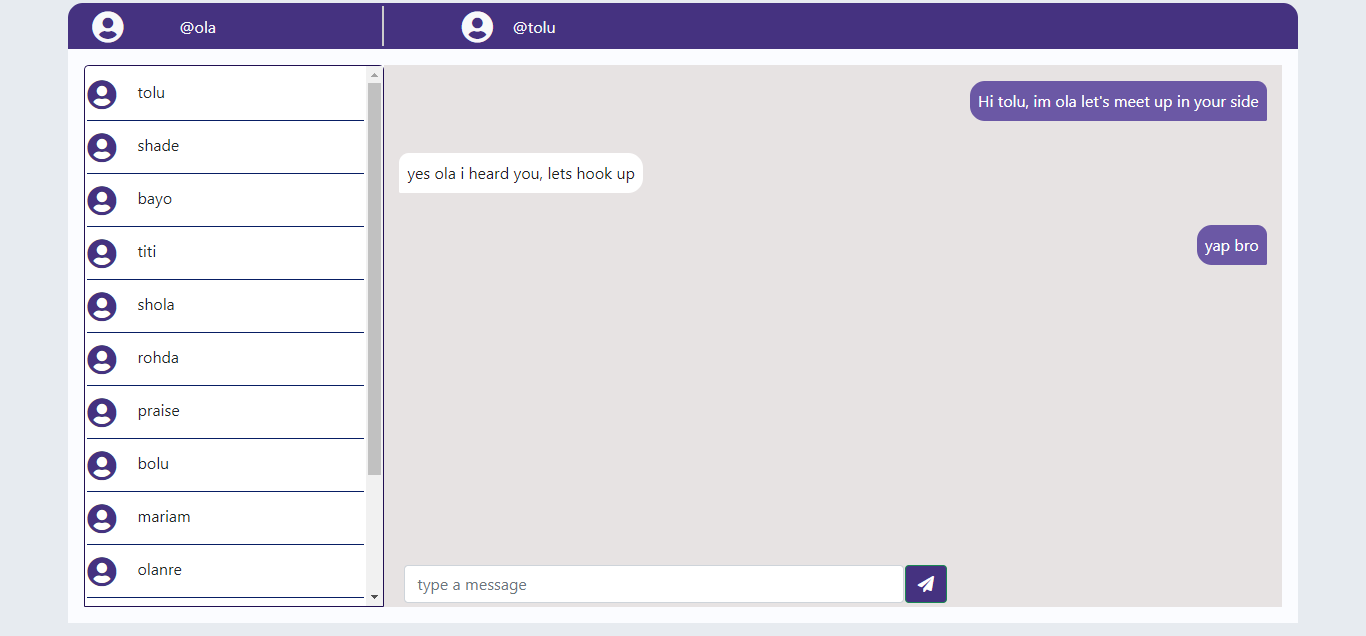 @ola
@tolu
tolu
shade
bayo
titi
shola
rohda
praise
bolu
mariam
olanre
Hi tolu, im ola let's meet up in your side
yes ola i heard you, lets hook up
yap bro
type a message